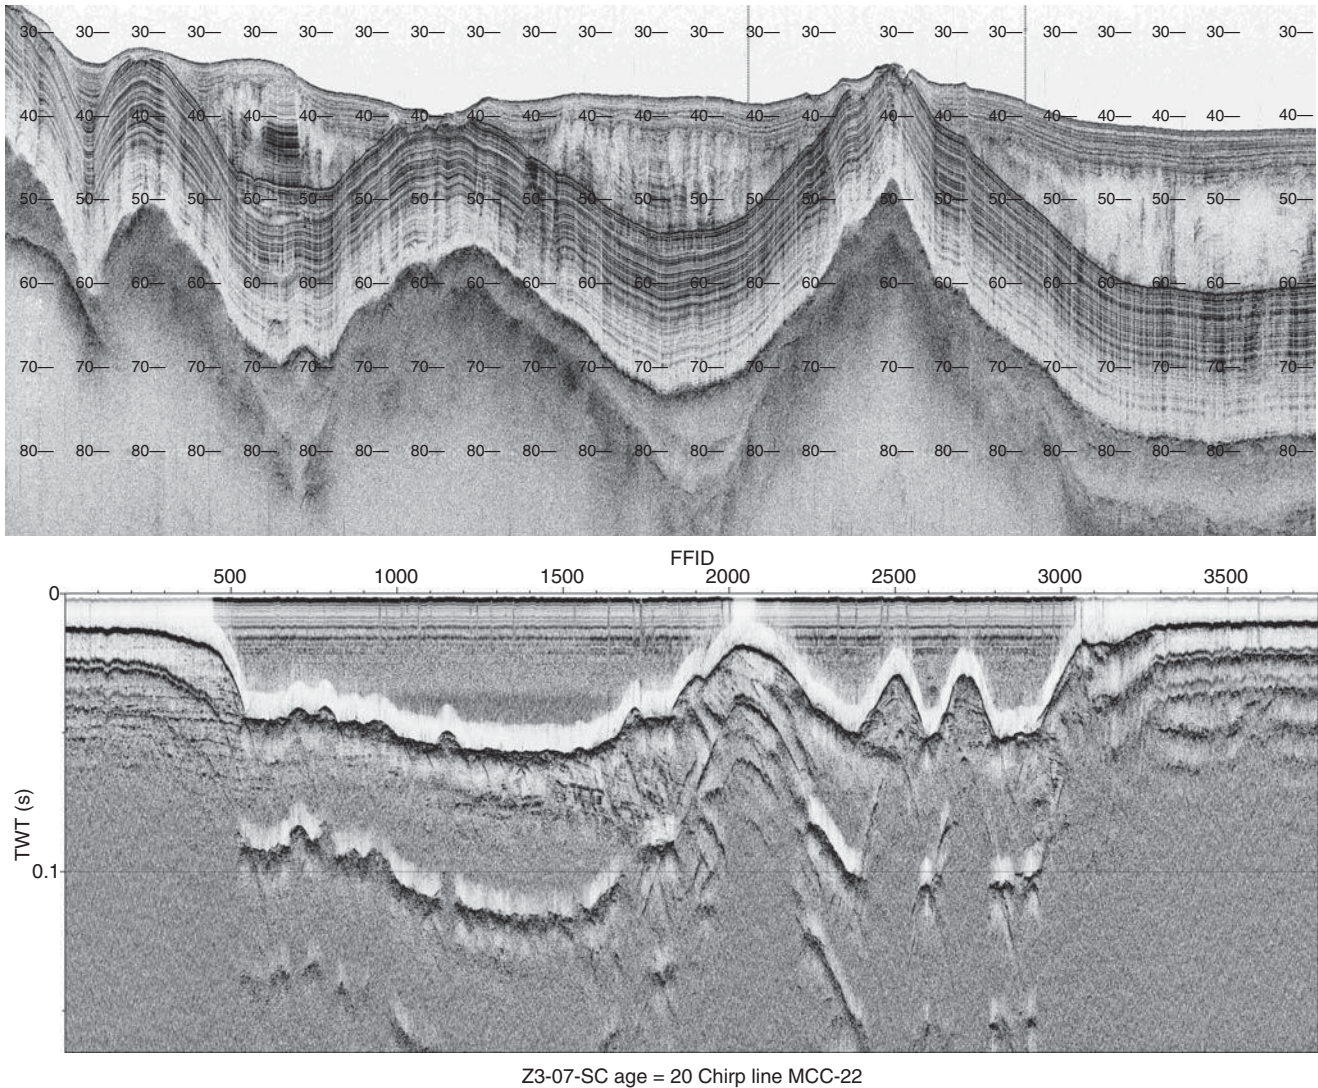 30— 30— 30— 30— 30— 30— 30— 30— 30— 30— 30— 30— 30— 30— 30— 30— 30— 30— 30— 30— 30— 30— 30—
40— 40— 40— 40— 40— 40— 40— 40— 40— 40— 40— 40— 40— 40— 40— 40— 40— 40— 40— 40— 40— 40— 40—
50— 50— 50— 50— 50— 50— 50— 50— 50— 50— 50— 50— 50— 50— 50— 50— 50— 50— 50— 50— 50— 50— 50—
60— 60— 60— 60— 60— 60— 60— 60— 60— 60— 60— 60— 60— 60— 60— 60— 60— 60— 60— 60— 60— 60— 60—
70— 70— 70— 70— 70— 70— 70— 70— 70— 70— 70— 70— 70— 70— 70— 70— 70— 70— 70— 70— 70— 70— 70—
80— 80— 80— 80— 80— 80— 80— 80— 80— 80— 80— 80— 80— 80— 80— 80— 80— 80— 80— 80— 80— 80— 80—
FFID
500 1000 1500 2000 2500 3000 3500
0
TWT (s)
0.1
Z3-07-SC age = 20 Chirp line MCC-22